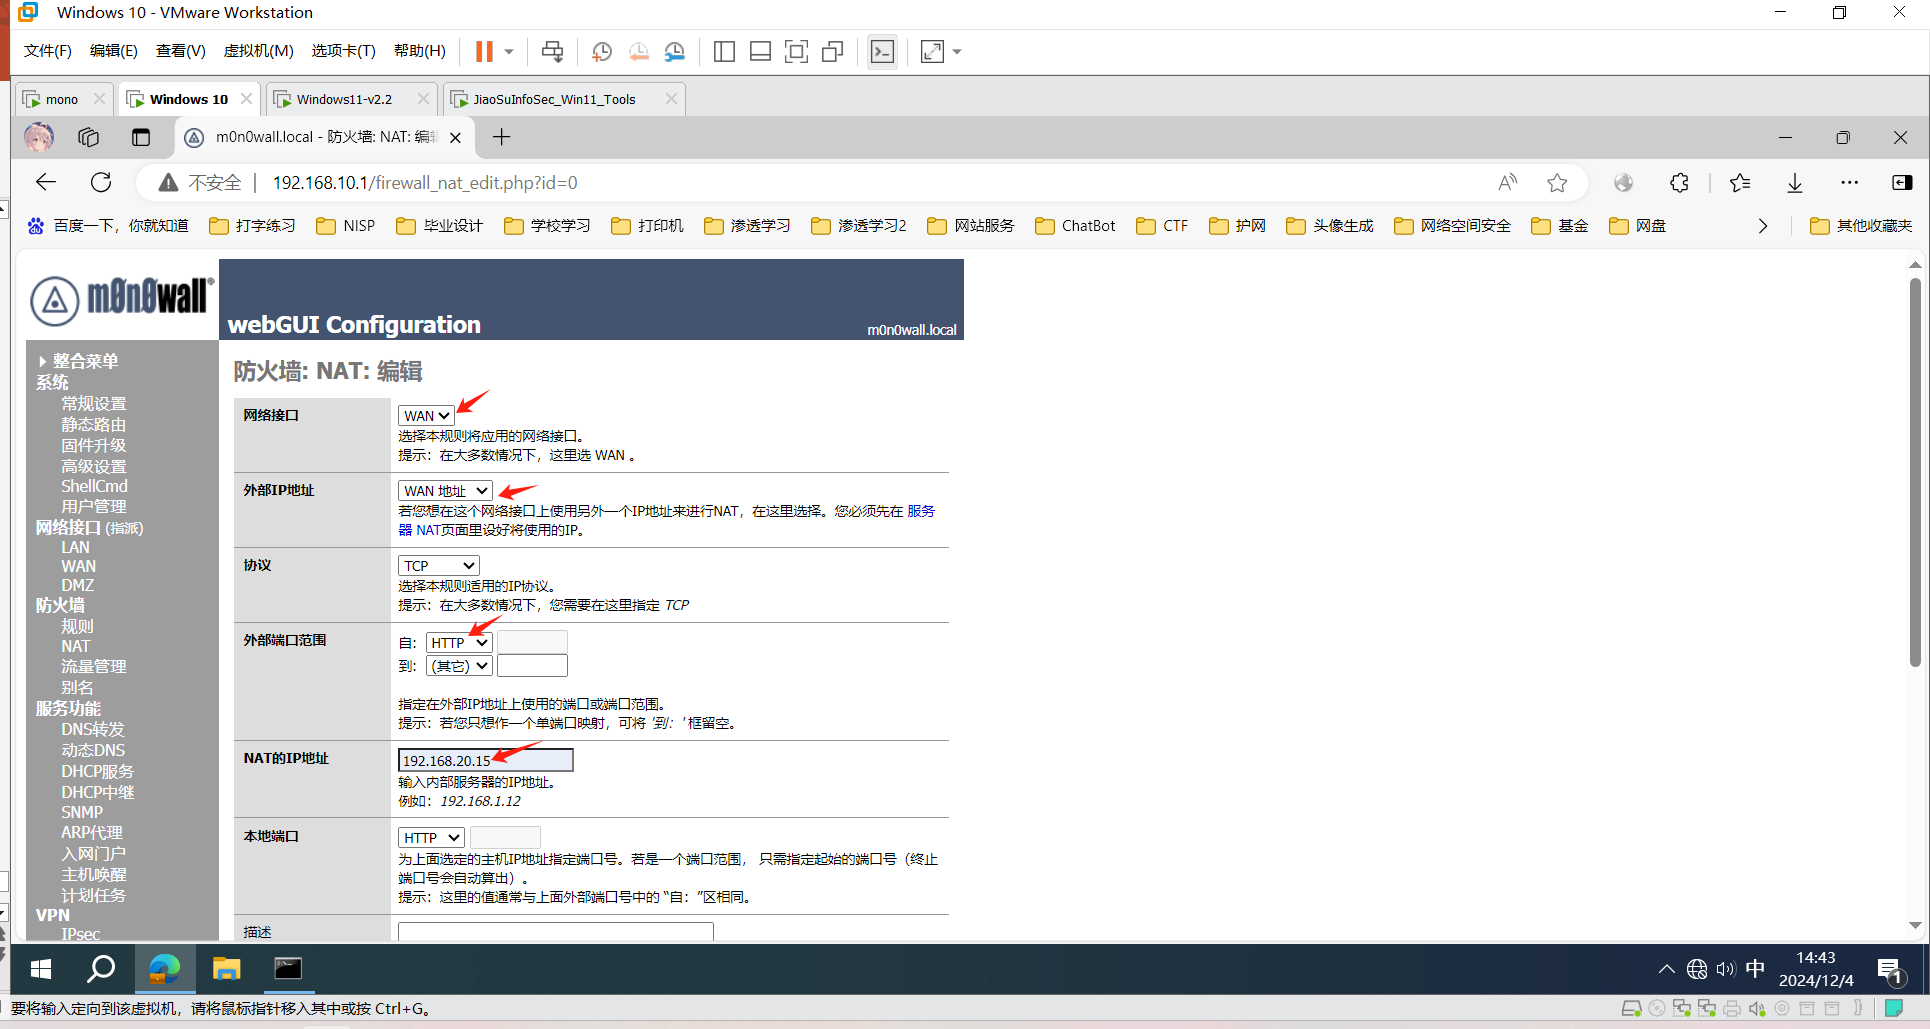 Windows 10 - VMware Workstation
文件(F) 编辑(E) 查看(V) 虚拟机(M) 选项卡(T) 帮助(H)
mono Windows 10 Windows11-v2.2 JiaoSuInfoSec_Win11_Tools
m0n0wall.local - 防火墙: NAT: 编辑
不安全 192.168.10.1/firewall_nat_edit.php?id=0
百度一下，你就知道 打字练习 NISP 毕业设计 学校学习 打印机 渗透学习 渗透学习2 网站服务 ChatBot CTF 护网 头像生成 网络空间安全 基金 网盘 其他收藏夹
m0n0wall®
webGUI Configuration m0n0wall.local
整合菜单
系统
常规设置
静态路由
固件升级
高级设置
ShellCmd
用户管理
网络接口 (指派)
LAN
WAN
DMZ
防火墙
规则
NAT
流量管理
别名
服务功能
DNS转发
动态DNS
DHCP服务
DHCP中继
SNMP
ARP代理
入网门户
主机唤醒
计划任务
VPN
IPsec
防火墙: NAT: 编辑
网络接口 WAN
选择本规则将应用的网络接口。
提示：在大多数情况下，这里选 WAN 。
外部IP地址 WAN 地址
若您想在这个网络接口上使用另外一个IP地址来进行NAT，在这里选择。您必须先在 服务
器 NAT页面里设好将使用的IP。
协议 TCP
选择本规则适用的IP协议。
提示：在大多数情况下，您需要在这里指定 TCP
外部端口范围 自： HTTP
到： (其它)
指定在外部IP地址上使用的端口或端口范围。
提示：若您只想作一个单端口映射，可将 '到：' 框留空。
NAT的IP地址 192.168.20.15
输入内部服务器的IP地址。
例如：192.168.1.12
本地端口 HTTP
为上面选定的主机IP地址指定端口号。若是一个端口范围， 只需指定起始的端口号（终止
端口号会自动算出）。
提示：这里的值通常与上面外部端口号中的 “自：”区相同。
描述
中 14:43
2024/12/4 1
要将输入定向到该虚拟机，请将鼠标指针移入其中或按 Ctrl+G。